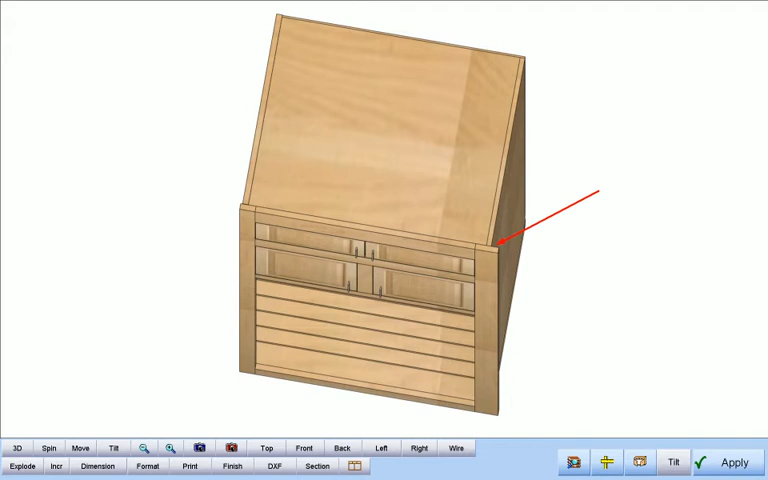 3D Spin Move Tilt Top Front Back Left Right Wire
Explode Incr Dimension Format Print Finish DXF Section
Tilt Apply